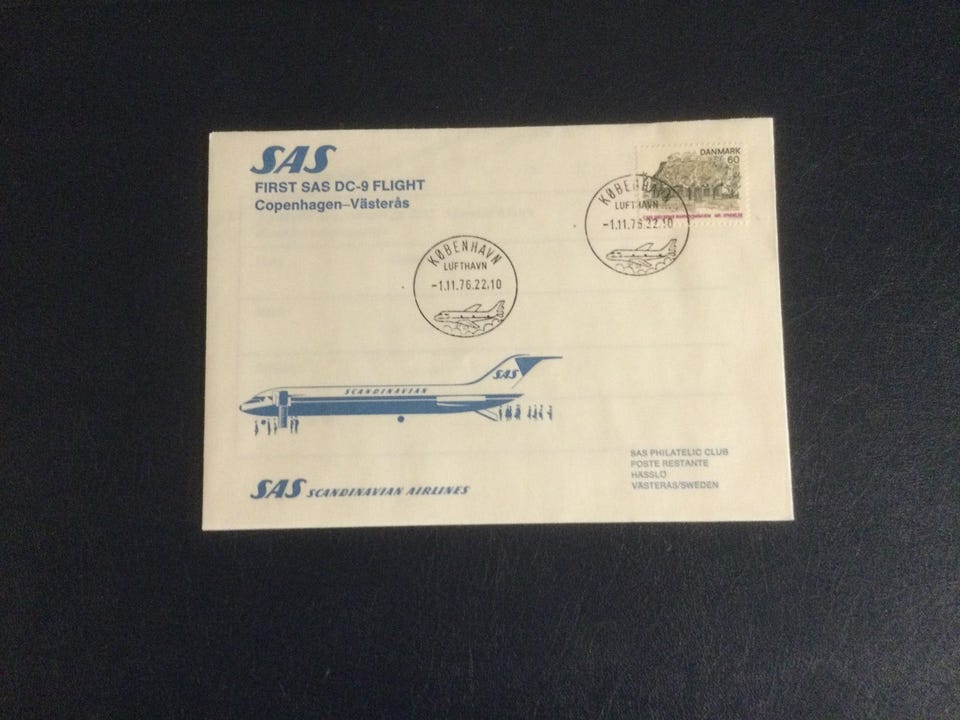 SAS
FIRST SAS DC-9 FLIGHT
Copenhagen–Västerås
DANMARK
60
KØBENHAVN
LUFTHAVN
-1.11.76.22.10
KØBENHAVN
LUFTHAVN
-1.11.76.22.10
SCANDINAVIAN
SAS
SAS SCANDINAVIAN AIRLINES
SAS PHILATELIC CLUB
POSTE RESTANTE
HÄSSLÖ
VÄSTERÅS/SWEDEN